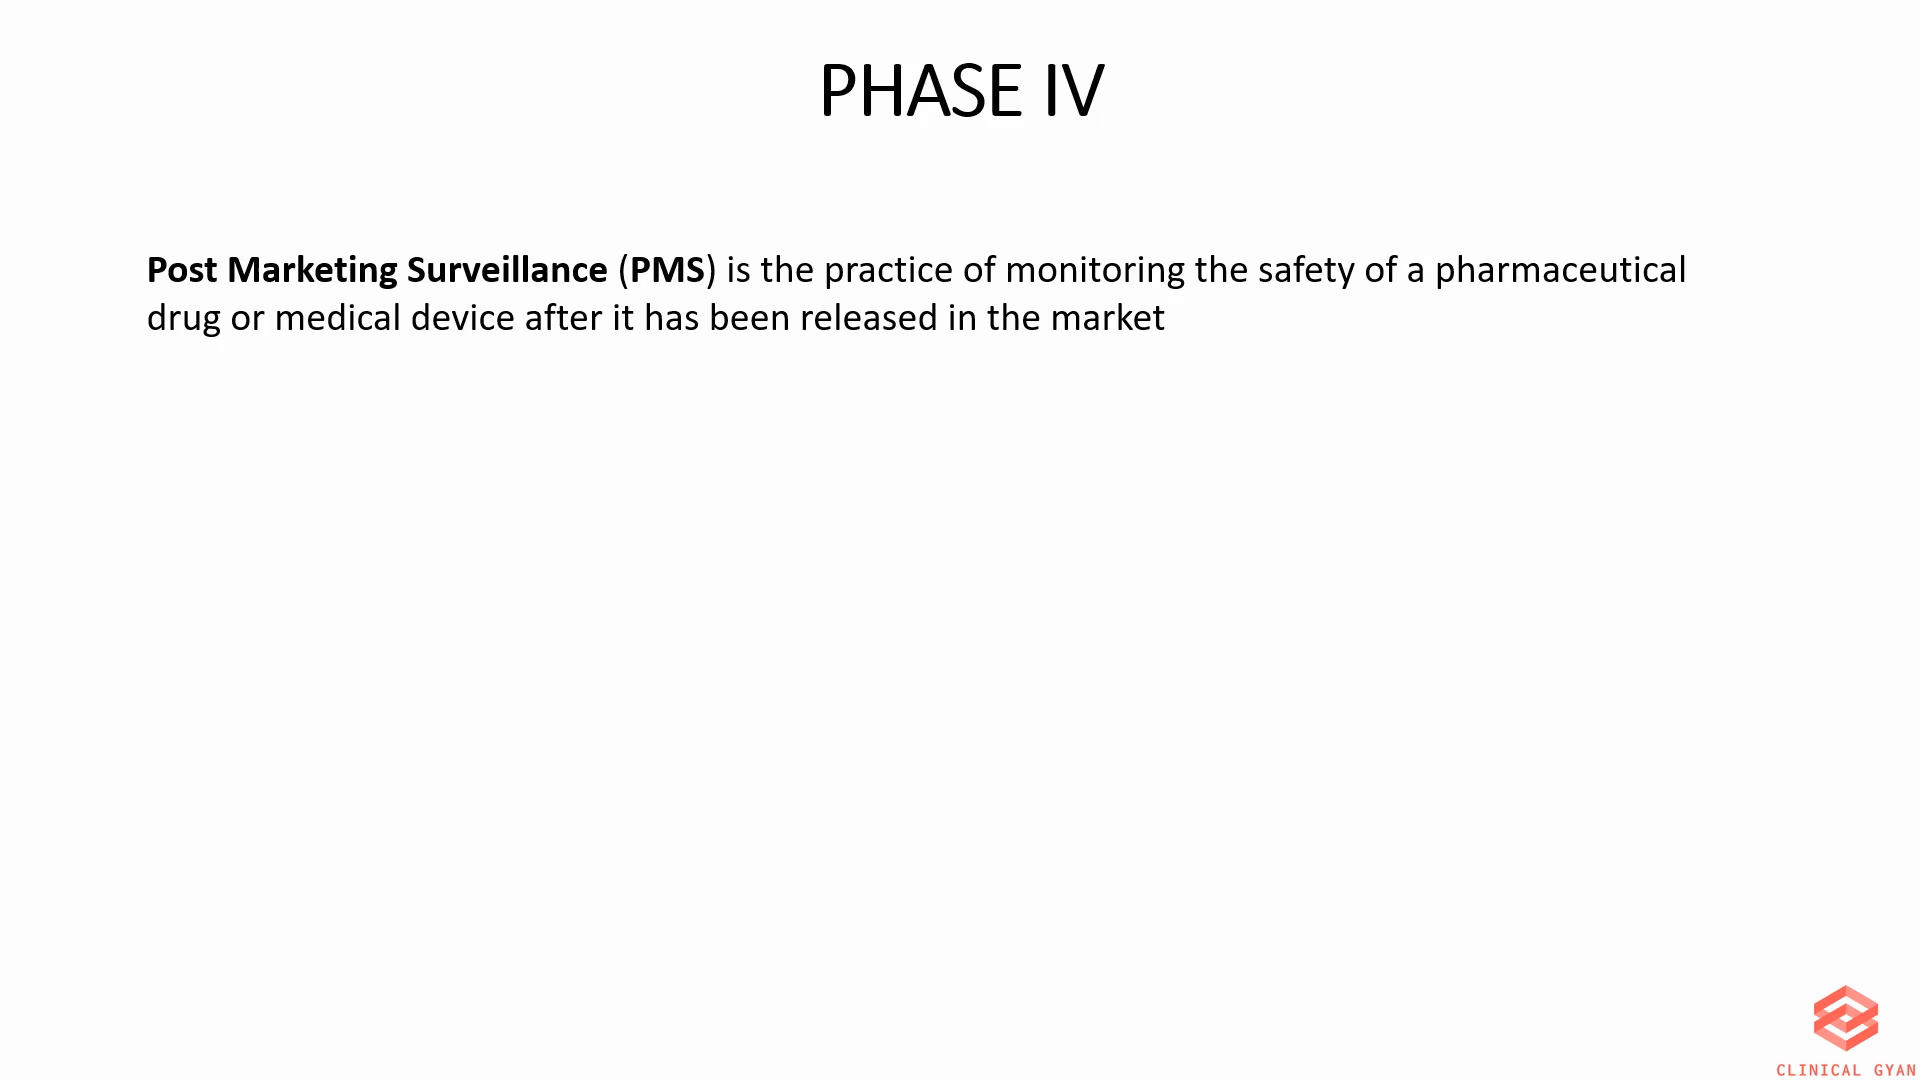 PHASE IV
Post Marketing Surveillance (PMS) is the practice of monitoring the safety of a pharmaceutical
drug or medical device after it has been released in the market
CLINICAL GYAN